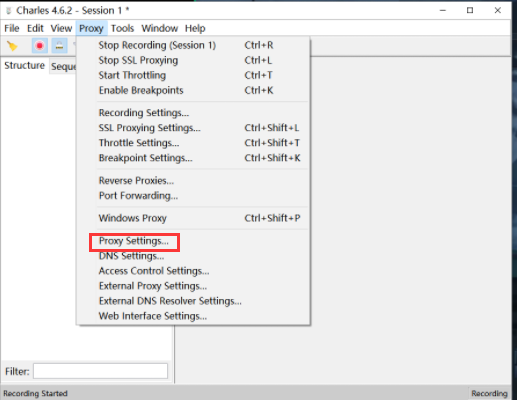 Charles 4.6.2 - Session 1 *
File Edit View Proxy Tools Window Help
Structure
Stop Recording (Session 1) Ctrl+R
Stop SSL Proxying Ctrl+L
Start Throttling Ctrl+T
Enable Breakpoints Ctrl+K
Recording Settings...
SSL Proxying Settings... Ctrl+Shift+L
Throttle Settings... Ctrl+Shift+T
Breakpoint Settings... Ctrl+Shift+K
Reverse Proxies...
Port Forwarding...
Windows Proxy Ctrl+Shift+P
Proxy Settings...
DNS Settings...
Access Control Settings...
External Proxy Settings...
External DNS Resolver Settings...
Web Interface Settings...
Filter:
Recording Started Recording